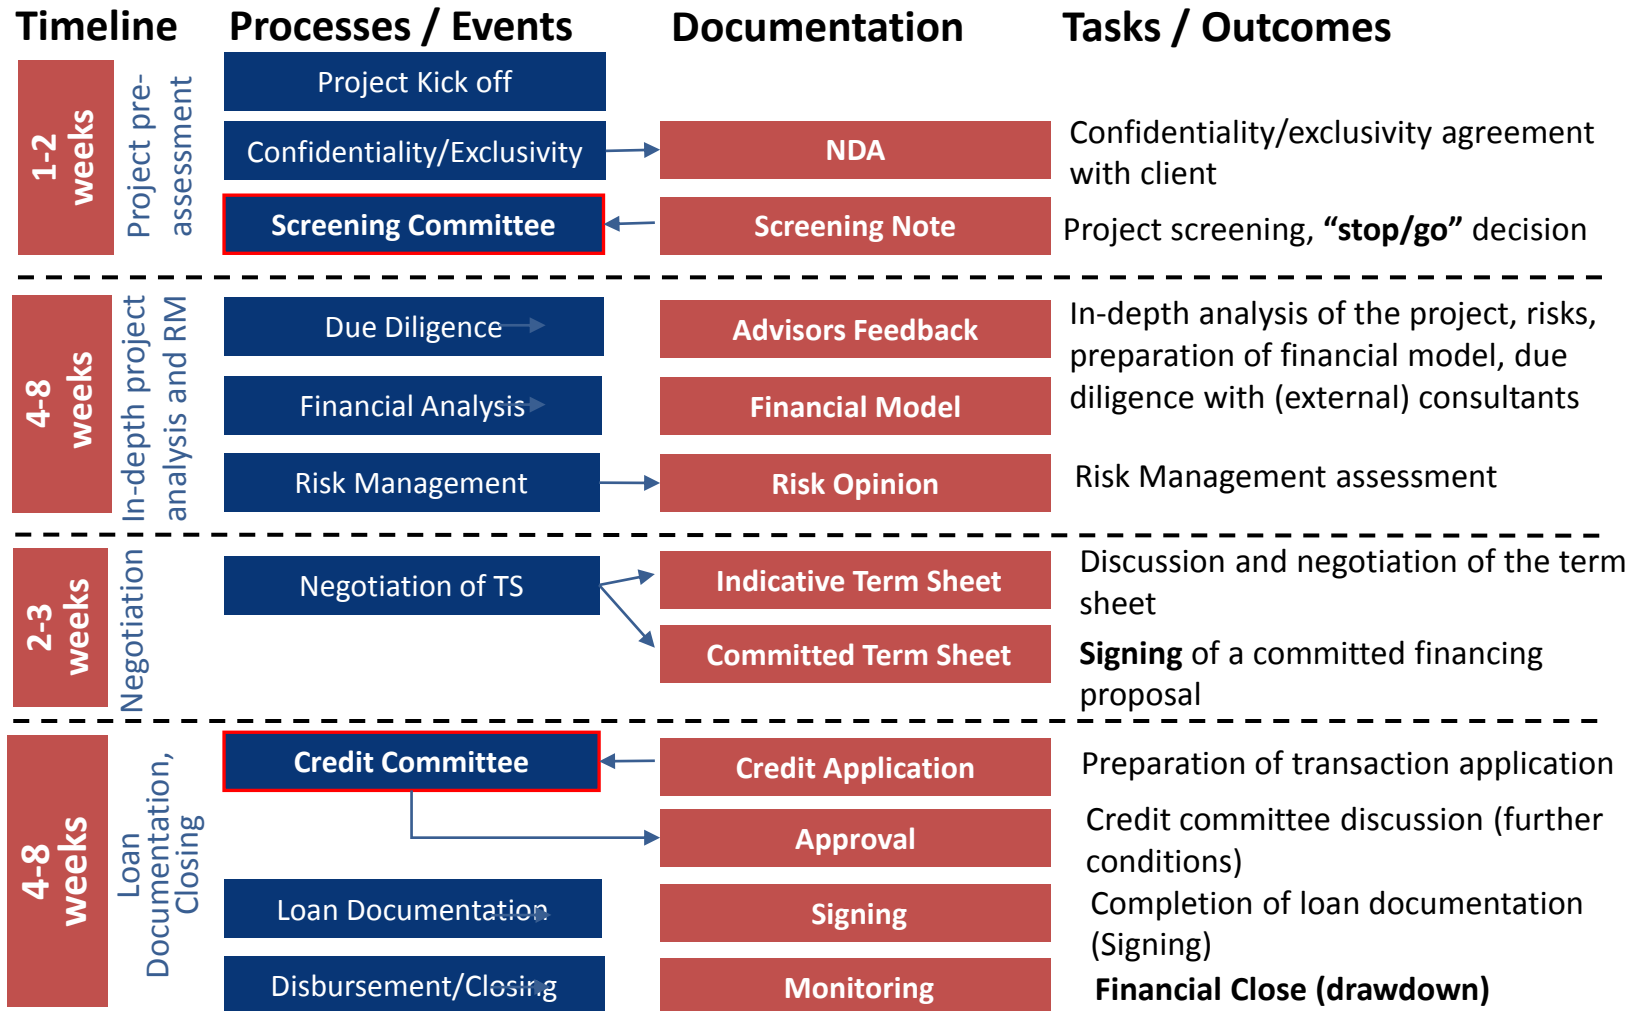 Timeline
Processes / Events
Documentation
Tasks / Outcomes
1-2
weeks
Project pre-
assessment
Project Kick off
Confidentiality/Exclusivity
NDA
Confidentiality/exclusivity agreement
with client
Screening Committee
Screening Note
Project screening, “stop/go” decision
4-8
weeks
In-depth project
analysis and RM
Due Diligence
Advisors Feedback
In-depth analysis of the project, risks,
preparation of financial model, due
diligence with (external) consultants
Financial Analysis
Financial Model
Risk Management
Risk Opinion
Risk Management assessment
2-3
weeks
Negotiation
Negotiation of TS
Indicative Term Sheet
Discussion and negotiation of the term
sheet
Committed Term Sheet
Signing of a committed financing
proposal
4-8
weeks
Loan
Documentation,
Closing
Credit Committee
Credit Application
Preparation of transaction application
Approval
Credit committee discussion (further
conditions)
Loan Documentation
Signing
Completion of loan documentation
(Signing)
Disbursement/Closing
Monitoring
Financial Close (drawdown)